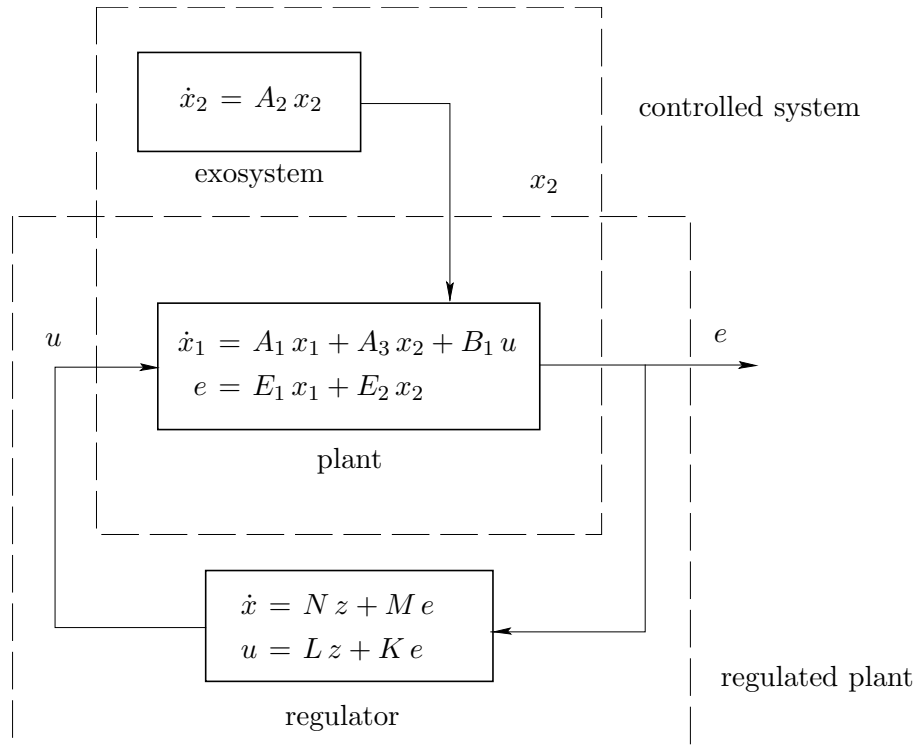 ẋ₂ = A₂ x₂
exosystem
controlled system
x₂
u
ẋ₁ = A₁ x₁ + A₃ x₂ + B₁ u
e = E₁ x₁ + E₂ x₂
plant
e
ẋ = N z + M e
u = L z + K e
regulator
regulated plant